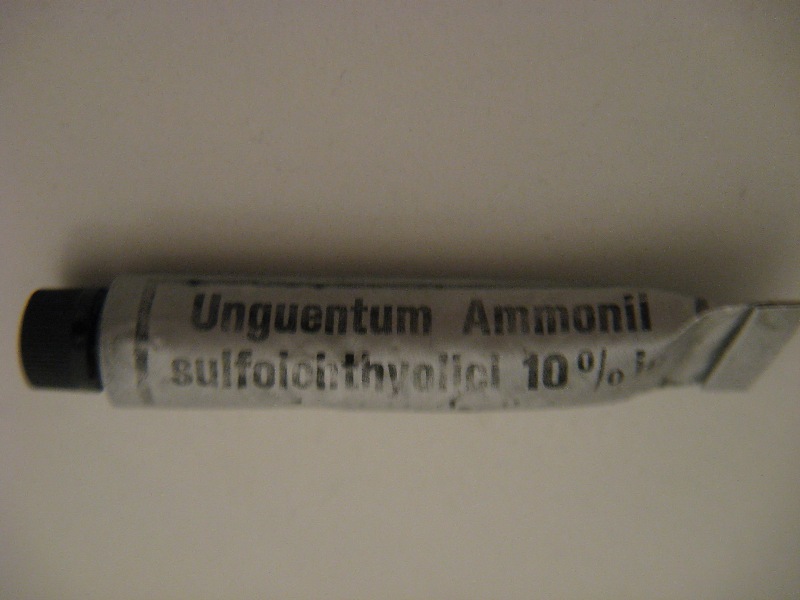 Unguentum Ammonii
sulfoichthyolici 10%